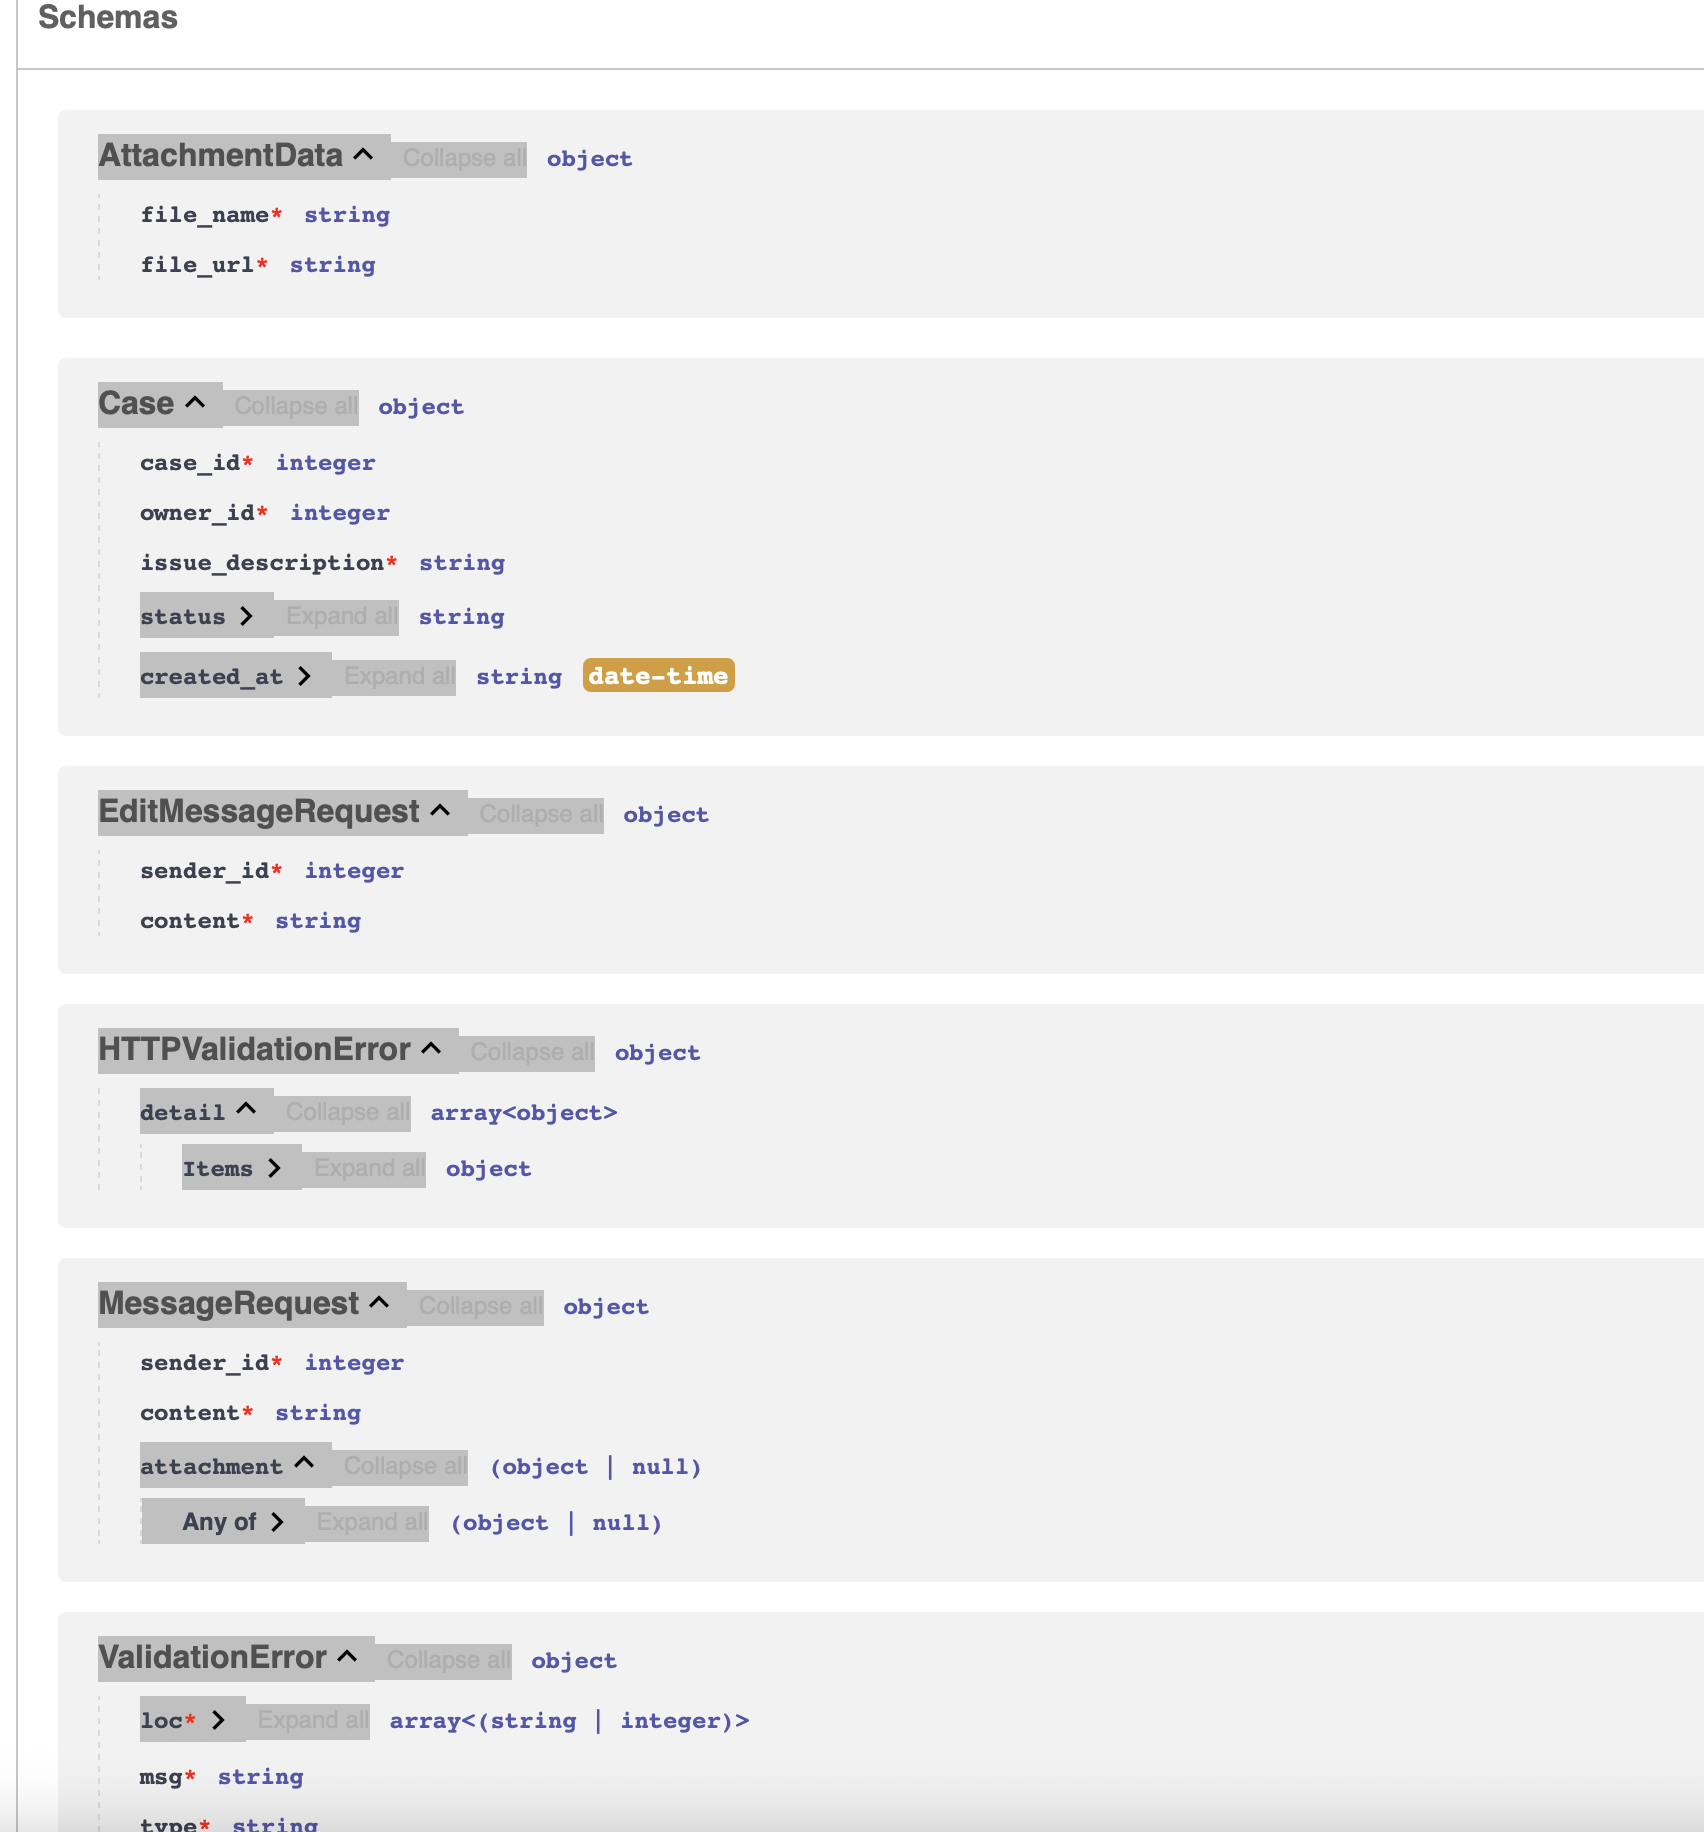 Schemas
AttachmentData Collapse all object
file_name* string
file_url* string
Case Collapse all object
case_id* integer
owner_id* integer
issue_description* string
status Expand all string
created_at Expand all string date-time
EditMessageRequest Collapse all object
sender_id* integer
content* string
HTTPValidationError Collapse all object
detail Collapse all array<object>
Items Expand all object
MessageRequest Collapse all object
sender_id* integer
content* string
attachment Collapse all (object | null)
Any of Expand all (object | null)
ValidationError Collapse all object
loc* Expand all array<(string | integer)>
msg* string
type* string